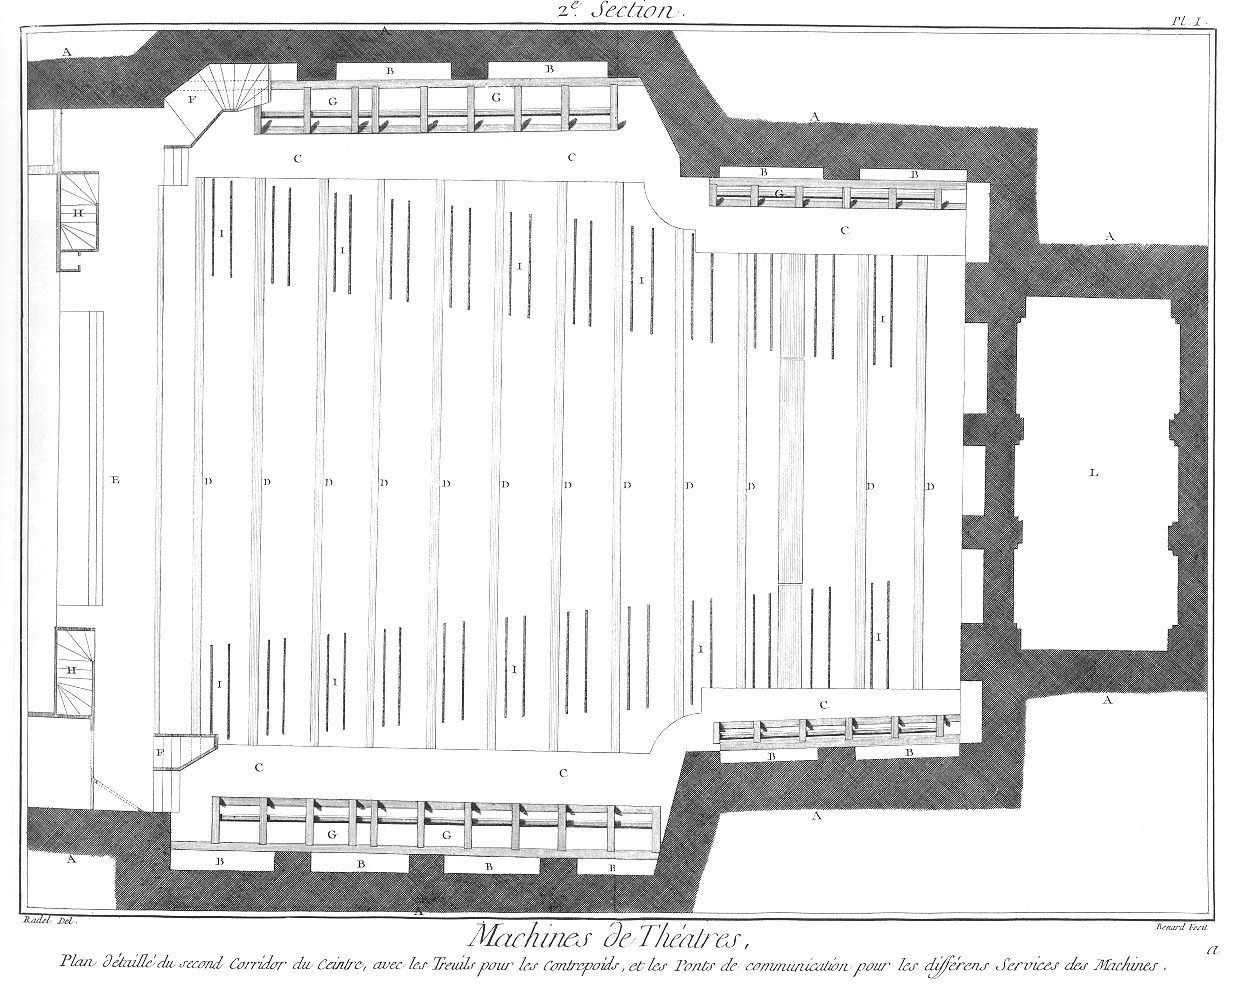 2.e Section.
Pl. I.
A
A
B
B
F
G
G
A
C
C
B
B
G
H
C
I
I
A
I
I
I
E
D
D
D
D
D
D
D
D
D
D
D
D
L
H
I
I
I
I
I
C
A
F
B
B
C
C
A
G
G
A
B
B
B
B
A
Radel Del.
Benard Fecit
Machines de Théatres,
a
Plan détaillé du second Corridor du Ceintre, avec les Treuils pour les Contrepoids, et les Ponts de communication pour les différens Services des Machines.